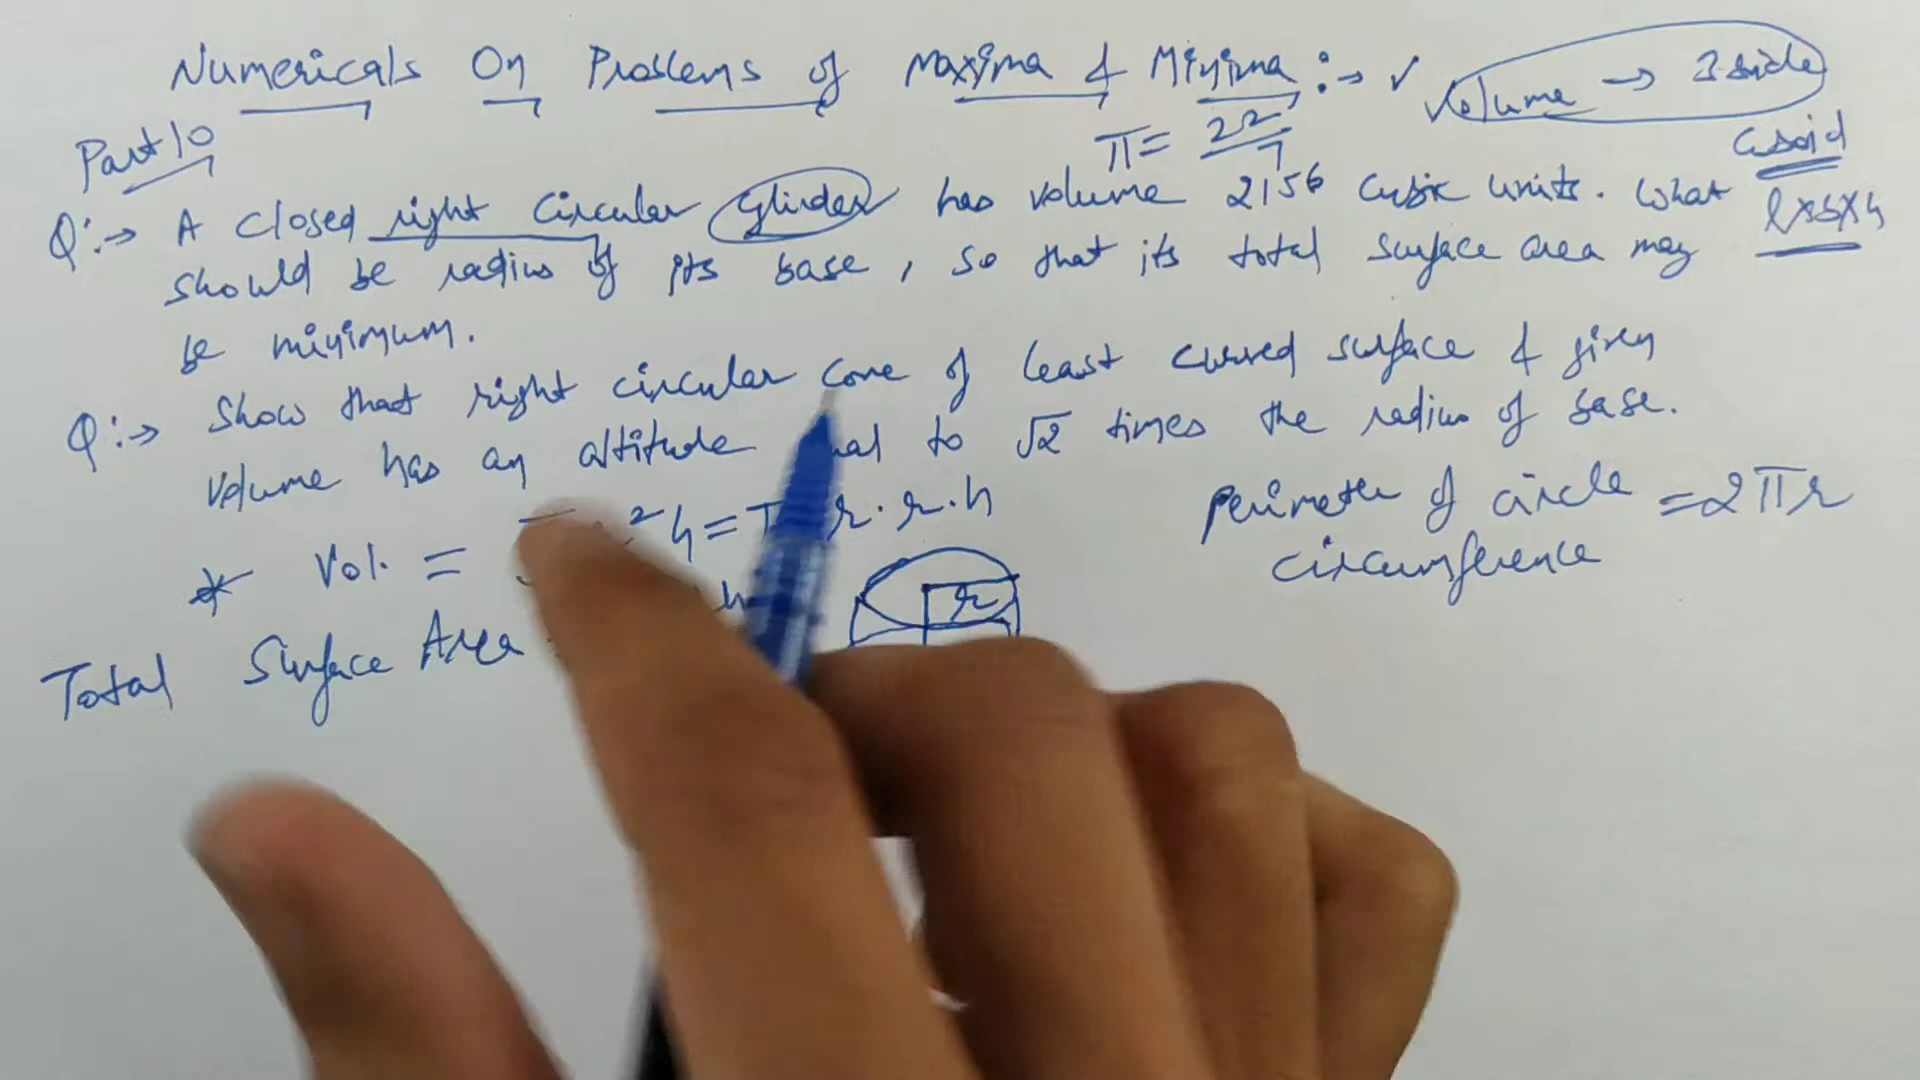 Numericals On Problems of Maxima & Minima :→ ✓ Volume → 3 side
Part 10
π = 22/7
Cuboid
Q:→ A closed right circular cylinder has volume 2156 cubic units. What
l×b×h
should be radius of its base, so that its total surface area may
be minimum.
Q:→ Show that right circular cone of least curved surface & given
volume has an altitude to √2 times the radius of base.
* Vol. = ² h = r . r . h
Perimeter of circle = 2πr
circumference
r
Total Surface Area